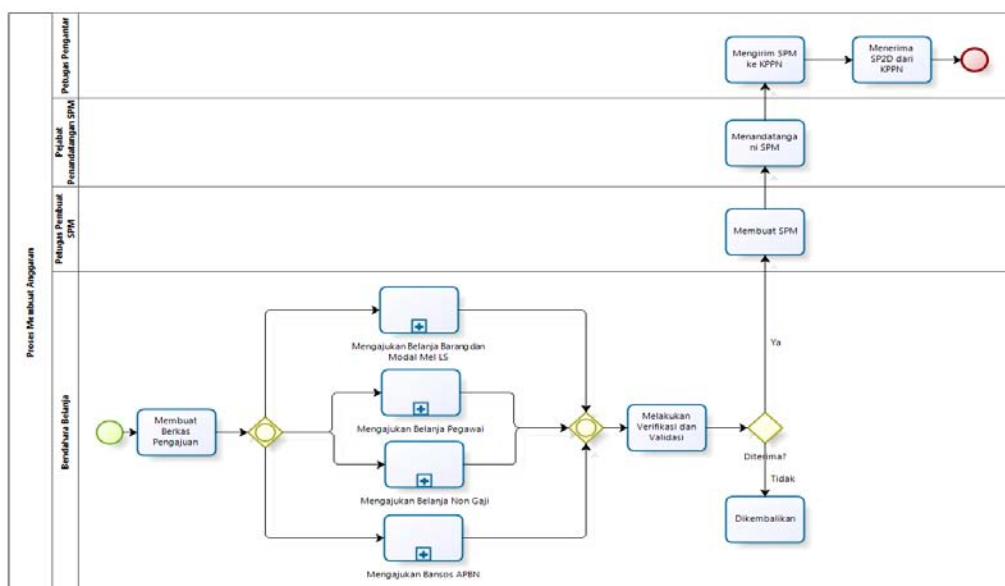 Proses Membuat Anggaran
Petugas Pengantar
Mengirim SPM
ke KPPN
Menerima
SP2D dari
KPPN
Pejabat
Penandatangan SPM
Menandatanga
ni SPM
Petugas Pembuat
SPM
Membuat SPM
Bendahara Belanja
Membuat
Berkas
Pengajuan
Mengajukan Belanja Barang dan
Modal Mel LS
Mengajukan Belanja Pegawai
Mengajukan Belanja Non Gaji
Mengajukan Bansos APBN
Melakukan
Verifikasi dan
Validasi
Diterima?
Ya
Tidak
Dikembalikan